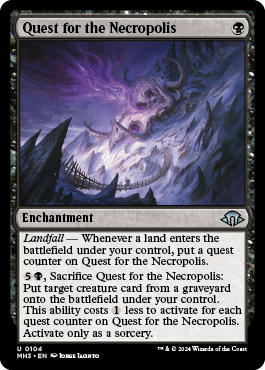 Quest for the Necropolis
Enchantment
Landfall — Whenever a land enters the
battlefield under your control, put a quest
counter on Quest for the Necropolis.
5, Sacrifice Quest for the Necropolis:
Put target creature card from a graveyard
onto the battlefield under your control.
This ability costs 1 less to activate for each
quest counter on Quest for the Necropolis.
Activate only as a sorcery.
U 0104
MH3 • EN Jorge Jacinto
™ & © 2024 Wizards of the Coast